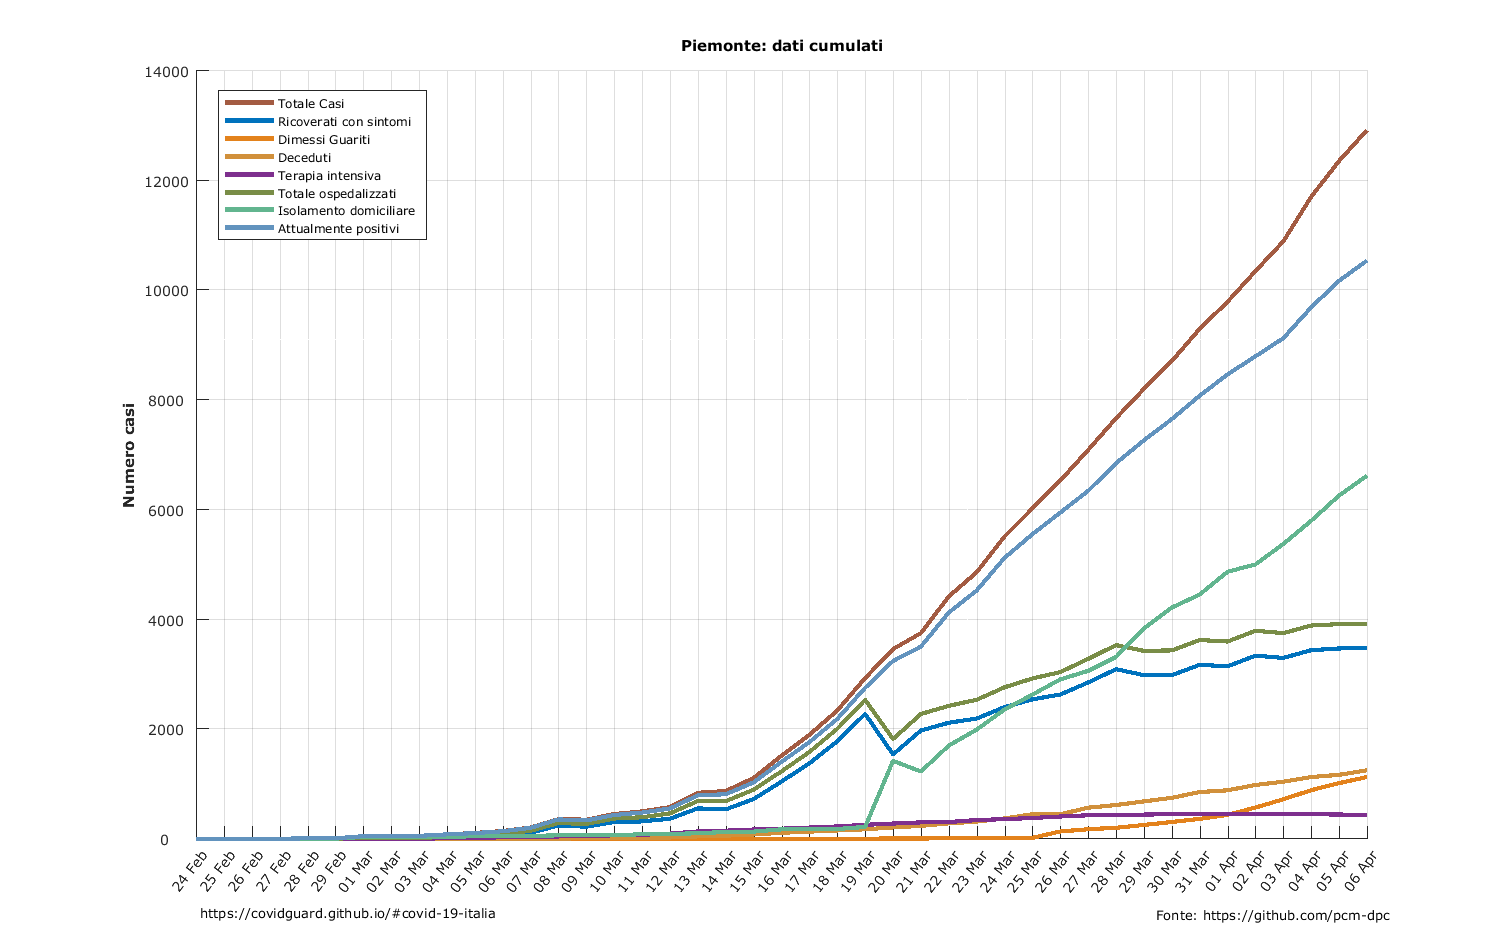 Piemonte: dati cumulati
14000
12000
10000
8000
6000
4000
2000
0
Numero casi
Totale Casi
Ricoverati con sintomi
Dimessi Guariti
Deceduti
Terapia intensiva
Totale ospedalizzati
Isolamento domiciliare
Attualmente positivi
24 Feb
25 Feb
26 Feb
27 Feb
28 Feb
29 Feb
01 Mar
02 Mar
03 Mar
04 Mar
05 Mar
06 Mar
07 Mar
08 Mar
09 Mar
10 Mar
11 Mar
12 Mar
13 Mar
14 Mar
15 Mar
16 Mar
17 Mar
18 Mar
19 Mar
20 Mar
21 Mar
22 Mar
23 Mar
24 Mar
25 Mar
26 Mar
27 Mar
28 Mar
29 Mar
30 Mar
31 Mar
01 Apr
02 Apr
03 Apr
04 Apr
05 Apr
06 Apr
https://covidguard.github.io/#covid-19-italia
Fonte: https://github.com/pcm-dpc